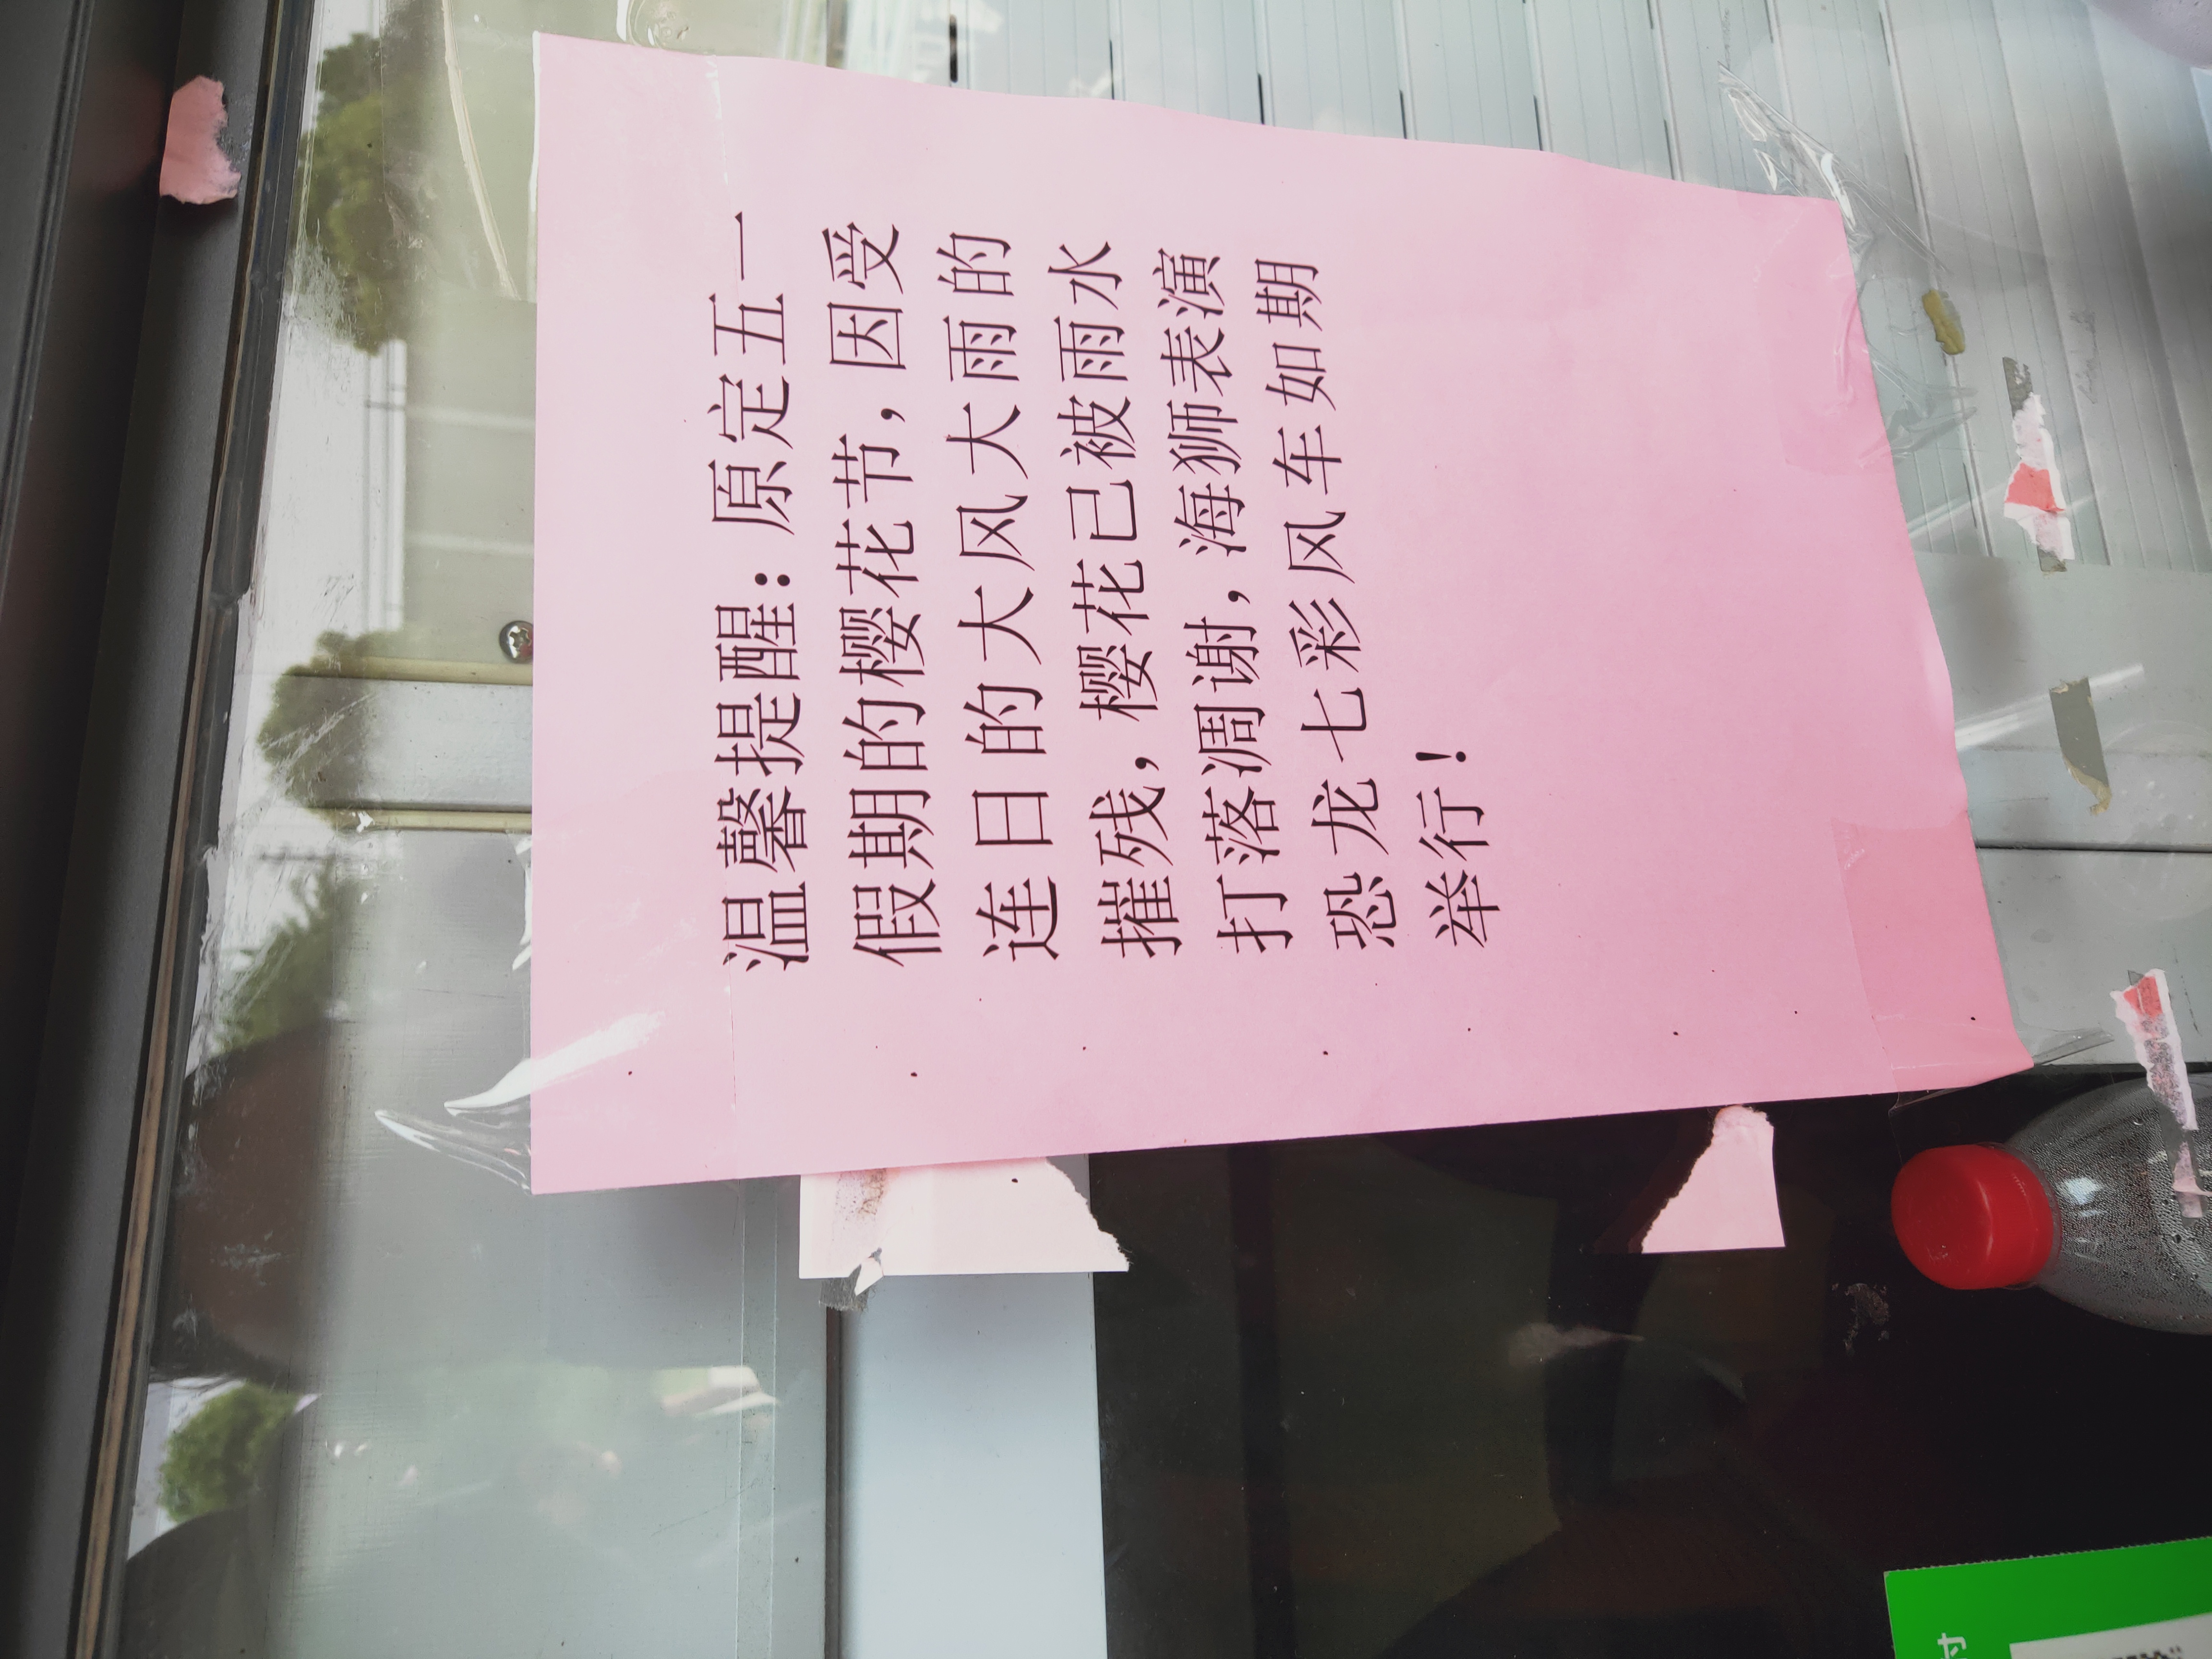 温馨提醒：原定五一
假期的樱花节，因受
连日的大风大雨的
摧残，樱花已被雨水
打落凋谢，海狮表演
恐龙七彩风车如期
举行！
付